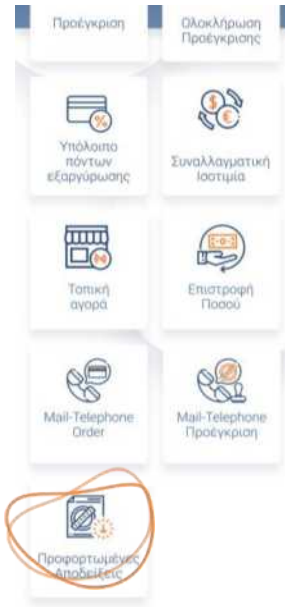 Προέγκριση
Ολοκλήρωση
Προέγκρισης
Υπόλοιπο
πόντων
εξαργύρωσης
Συναλλαγματική
Ισοτιμία
Τοπική
αγορά
Επιστροφή
Ποσού
Mail-Telephone
Order
Mail-Telephone
Προέγκριση
Προφορτωμένες
Αποδείξεις